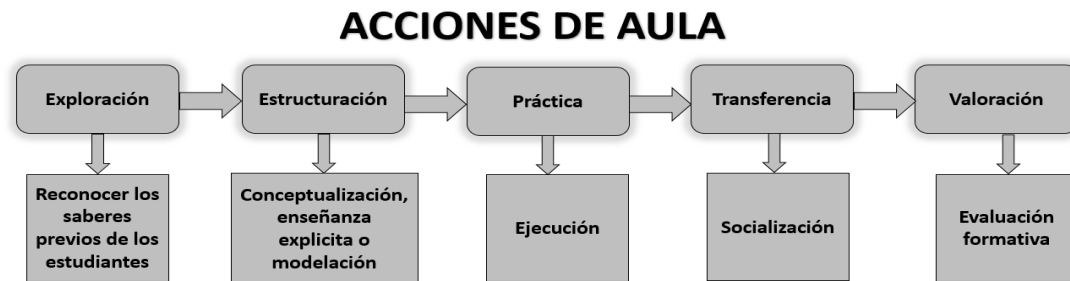 ACCIONES DE AULA
Exploración
Estructuración
Práctica
Transferencia
Valoración
Reconocer los
saberes
previos de los
estudiantes
Conceptualización,
enseñanza
explicita o
modelación
Ejecución
Socialización
Evaluación
formativa